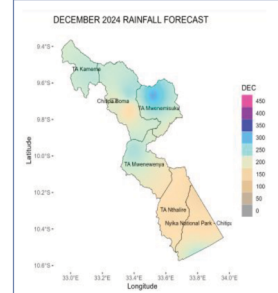 DECEMBER 2024 RAINFALL FORECAST
9.4°S
9.6°S
9.8°S
10.0°S
10.2°S
10.4°S
10.6°S
Latitude
TA Kameme
Chitipa Boma
TA Mwenemisuku
TA Mwenewenya
TA Nthalire
Nyika National Park - Chitipa
33.0°E 33.2°E 33.4°E 33.6°E 33.8°E 34.0°E
Longitude
DEC
450
400
350
300
250
200
150
100
50
0